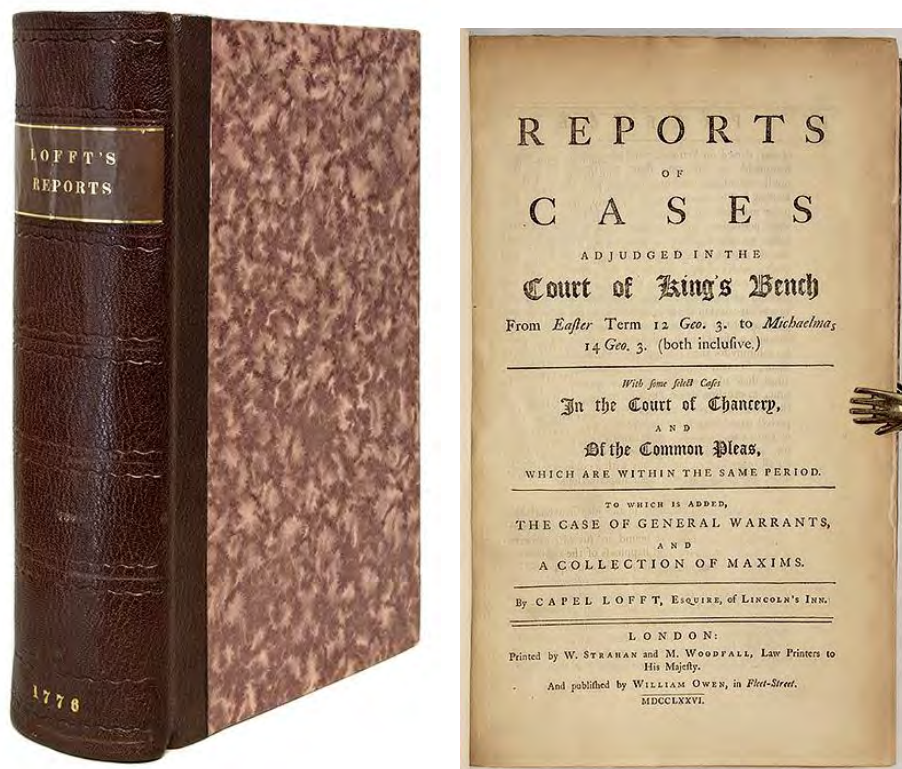 LOFFT'S
REPORTS
1776
REPORTS
OF
CASES
ADJUDGED IN THE
Court of King's Bench
From Eaſter Term 12 Geo. 3. to Michaelmas
14 Geo. 3. (both incluſive.)
With ſome ſelect Caſes
In the Court of Chancery,
AND
Of the Common Pleas,
WHICH ARE WITHIN THE SAME PERIOD.
TO WHICH IS ADDED,
THE CASE OF GENERAL WARRANTS,
AND
A COLLECTION OF MAXIMS.
By CAPEL LOFFT, ESQUIRE, of LINCOLN'S INN.
LONDON:
Printed by W. STRAHAN and M. WOODFALL, Law Printers to
His Majeſty.
And publiſhed by WILLIAM OWEN, in Fleet-Street.
MDCCLXXVI.